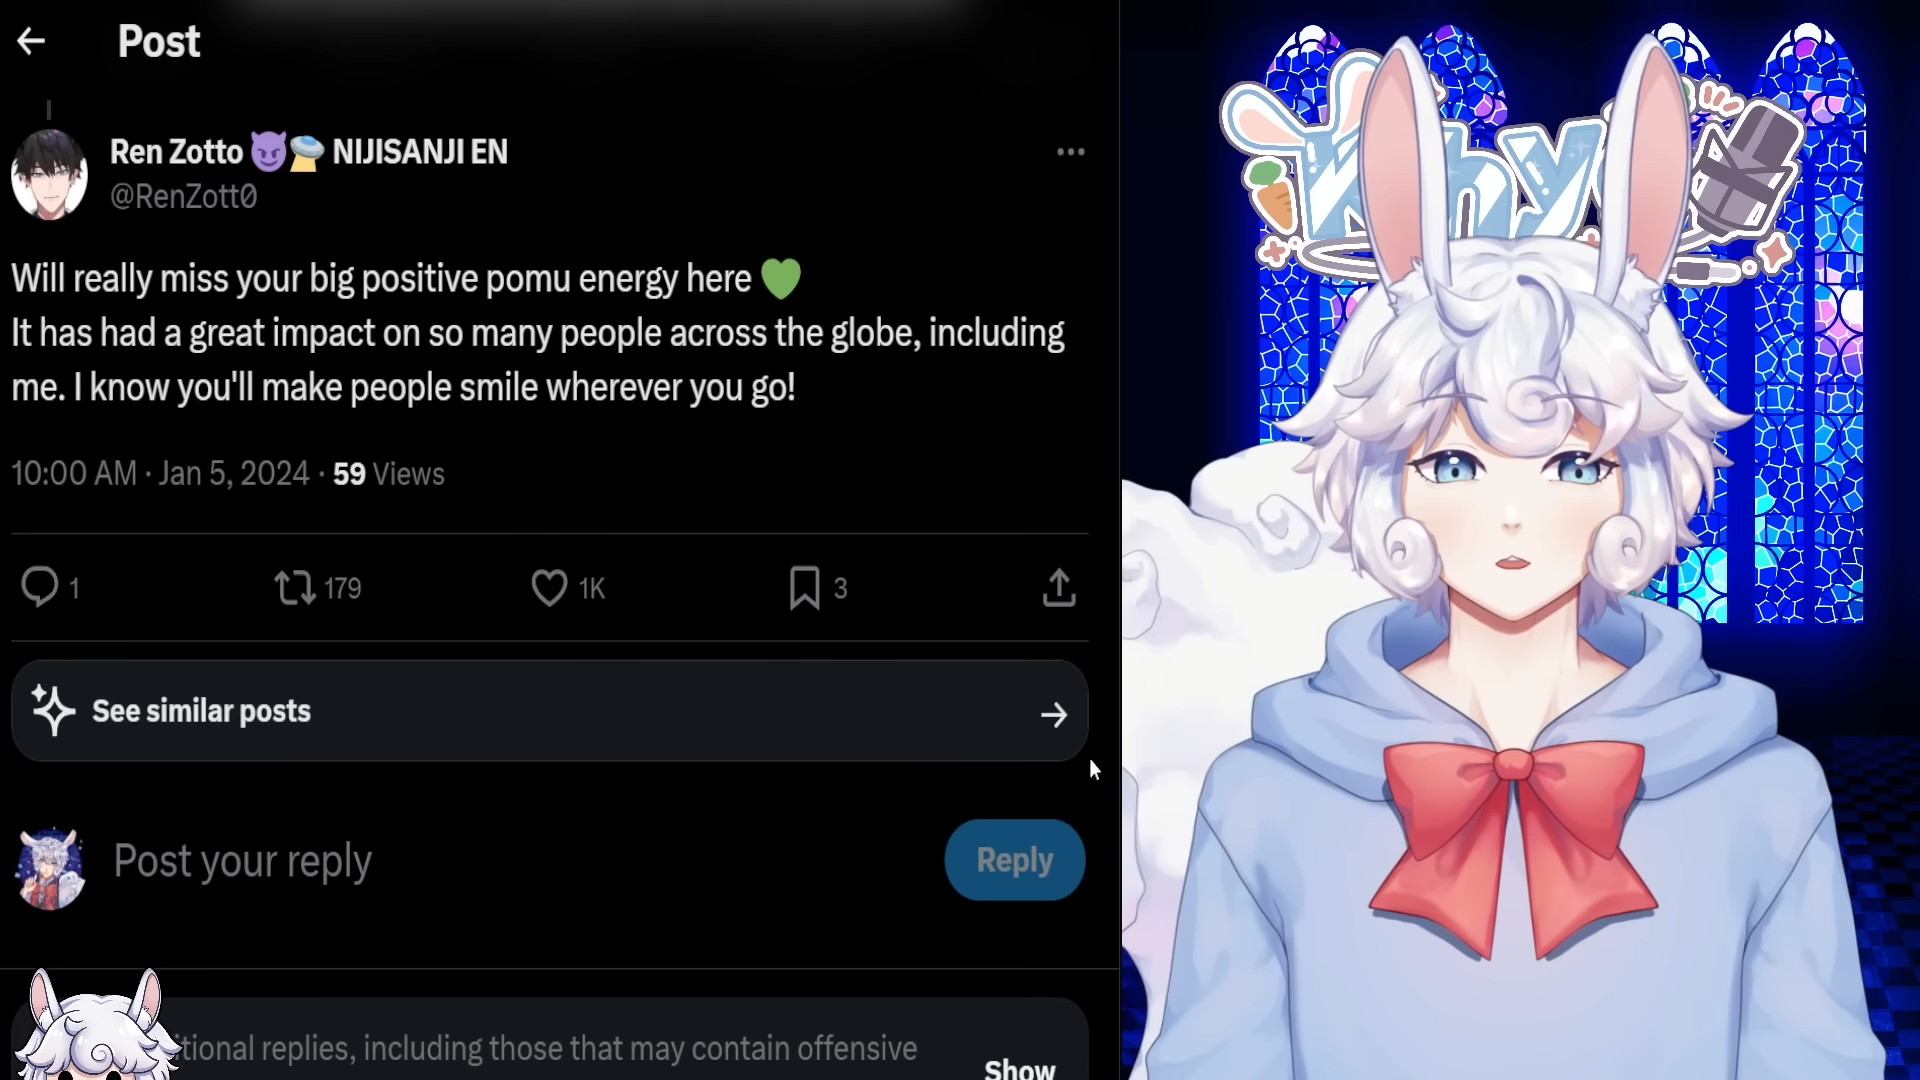 Post
Ren Zotto 😈🛸 NIJISANJI EN
@RenZott0
Will really miss your big positive pomu energy here 💚
It has had a great impact on so many people across the globe, including
me. I know you'll make people smile wherever you go!
10:00 AM · Jan 5, 2024 · 59 Views
1
179
1K
3
See similar posts
Post your reply
Reply
replies, including those that may contain offensive
Show